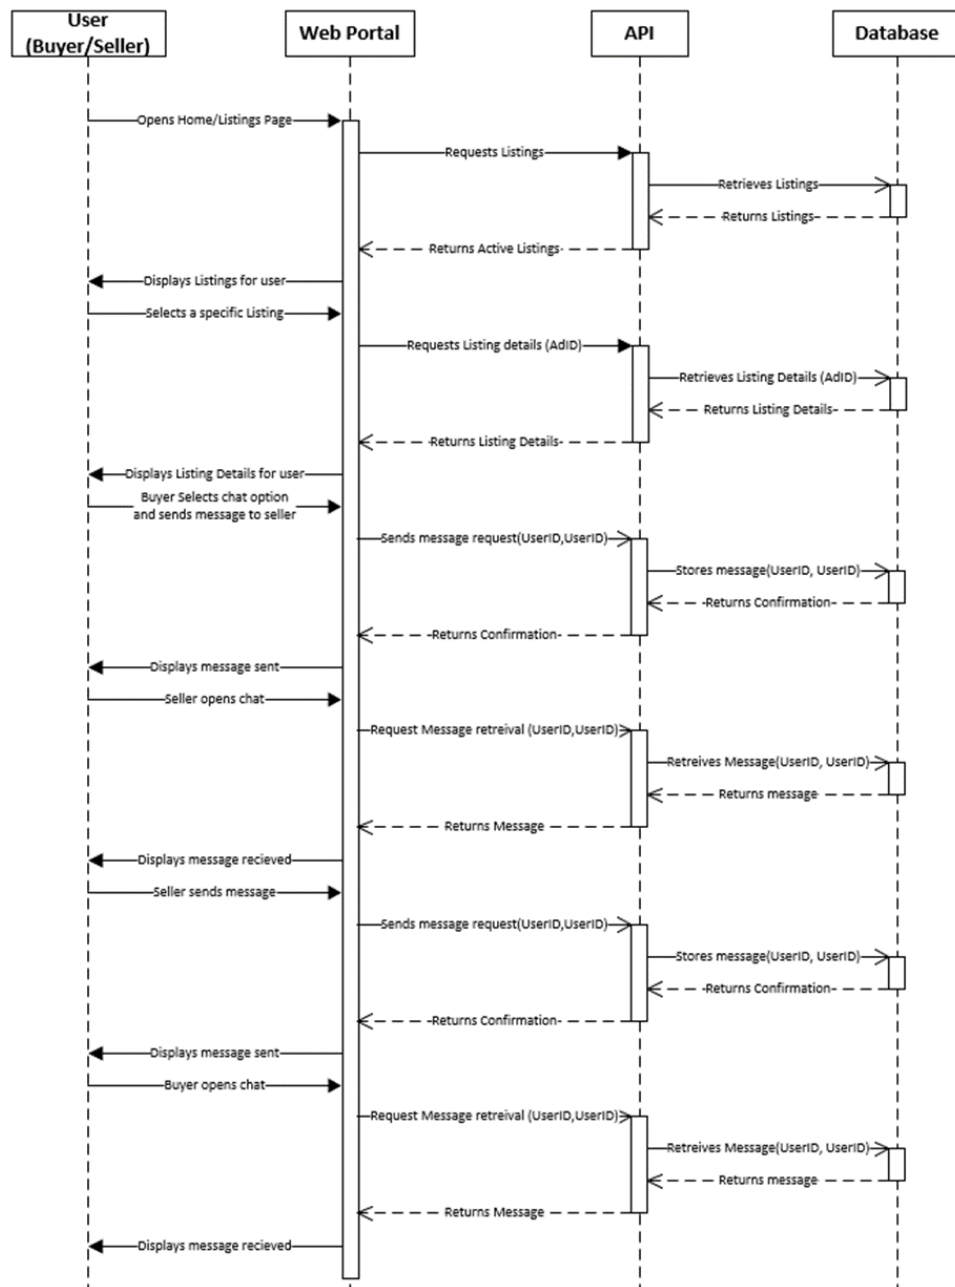 User
(Buyer/Seller)
Web Portal
API
Database
Opens Home/Listings Page
Requests Listings
Retrieves Listings
Returns Listings
Returns Active Listings
Displays Listings for user
Selects a specific Listing
Requests Listing details (AdID)
Retrieves Listing Details (AdID)
Returns Listing Details
Returns Listing Details
Displays Listing Details for user
Buyer Selects chat option
and sends message to seller
Sends message request(UserID,UserID)
Stores message(UserID, UserID)
Returns Confirmation
Returns Confirmation
Displays message sent
Seller opens chat
Request Message retreival (UserID,UserID)
Retreives Message(UserID, UserID)
Returns message
Returns Message
Displays message recieved
Seller sends message
Sends message request(UserID,UserID)
Stores message(UserID, UserID)
Returns Confirmation
Returns Confirmation
Displays message sent
Buyer opens chat
Request Message retreival (UserID,UserID)
Retreives Message(UserID, UserID)
Returns message
Returns Message
Displays message recieved